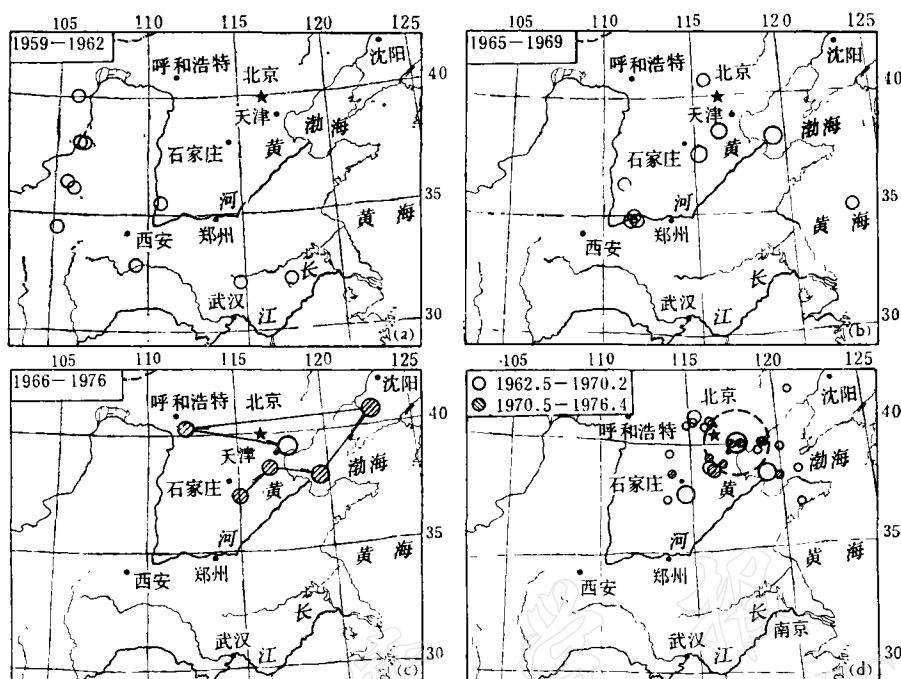 105 110 115 120 125
1959－1962
呼和浩特 北京 沈阳
40
天津
渤海
石家庄 黄
河 35
西安 郑州 黄 海
长
武汉 江 30
(a)
105 110 115 120 125
1965－1969
呼和浩特 北京 沈阳
40
天津
渤海
石家庄 黄
河 35
西安 郑州 黄 海
长
武汉 江 30
(b)
105 110 115 120 125
1966－1976
呼和浩特 北京 沈阳
40
天津
渤海
石家庄 黄
河 35
西安 郑州 黄 海
长
武汉 江 30
(c)
105 110 115 120 125
1962.5－1970.2
1970.5－1976.4
呼和浩特 北京 沈阳
40
渤海
石家庄 黄
河 35
西安 郑州 黄 海
长
武汉 江 南京 30
(d)